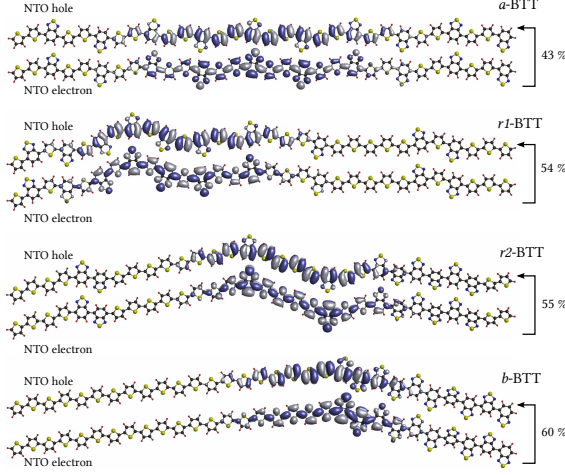 NTO hole
a-BTT
43 %
NTO electron
NTO hole
r1-BTT
54 %
NTO electron
NTO hole
r2-BTT
55 %
NTO electron
NTO hole
b-BTT
60 %
NTO electron